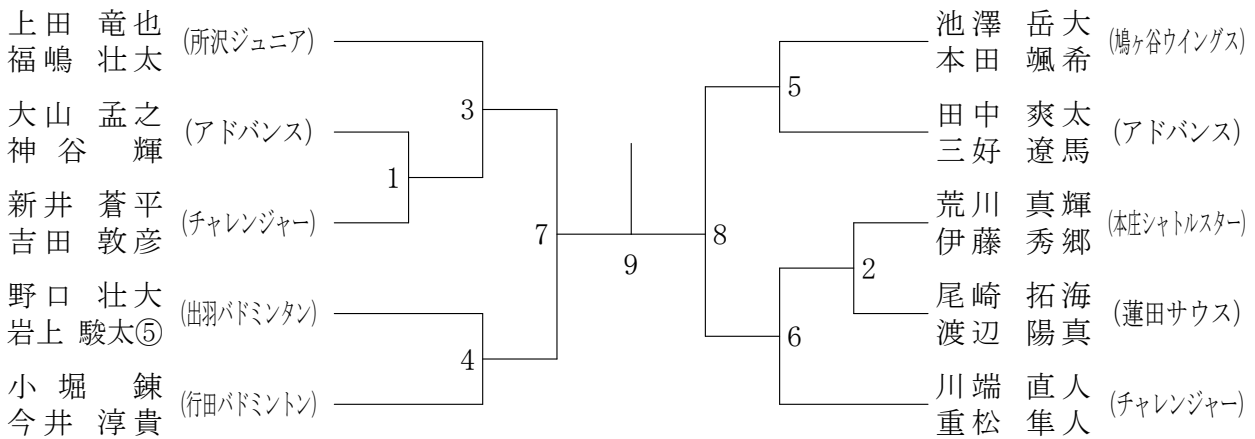 上田 竜也
福嶋 壮太
(所沢ジュニア)
大山 孟之
神谷 輝
(アドバンス)
新井 蒼平
吉田 敦彦
(チャレンジャー)
野口 壮大
岩上 駿太⑤
(出羽バドミンタン)
小堀 錬
今井 淳貴
(行田バドミントン)
1
3
4
7
9
8
5
2
6
池澤 岳大
本田 颯希
(鳩ヶ谷ウイングス)
田中 爽太
三好 遼馬
(アドバンス)
荒川 真輝
伊藤 秀郷
(本庄シャトルスター)
尾崎 拓海
渡辺 陽真
(蓮田サウス)
川端 直人
重松 隼人
(チャレンジャー)